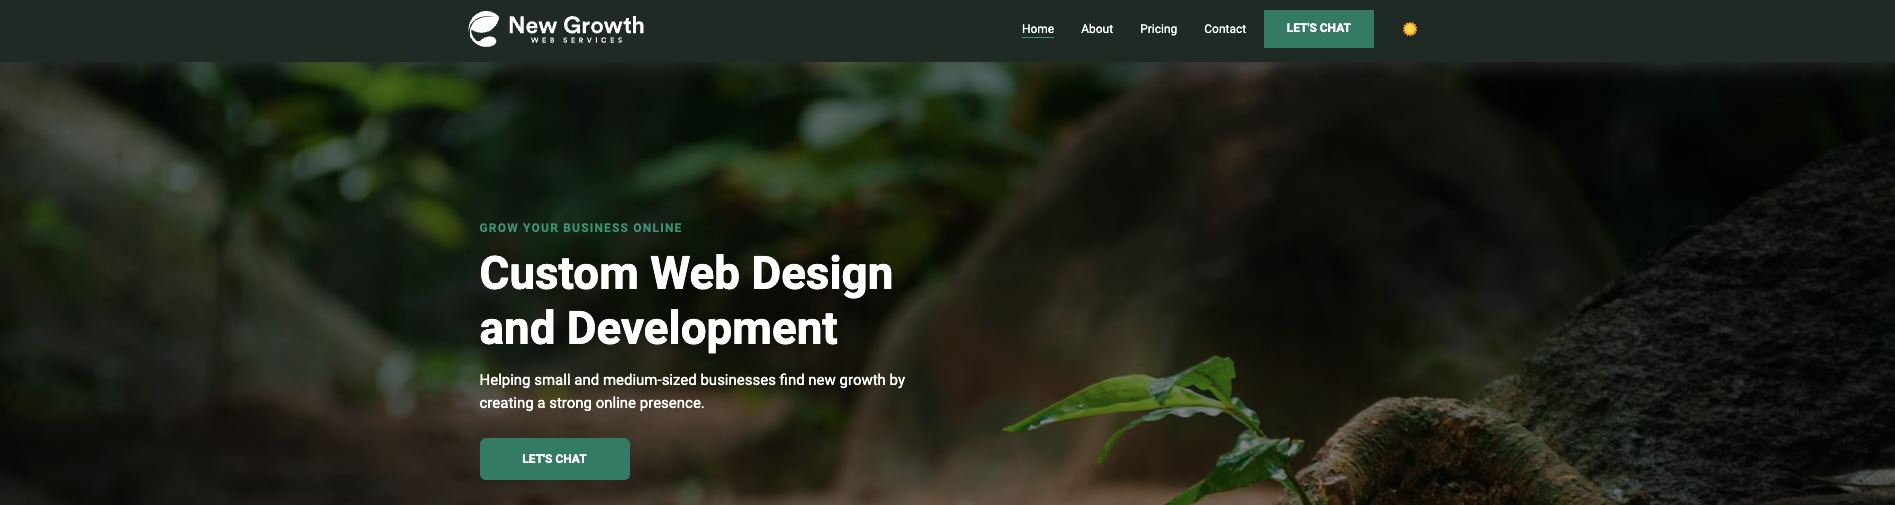 New Growth
WEB SERVICES
Home About Pricing Contact LET'S CHAT
GROW YOUR BUSINESS ONLINE
Custom Web Design
and Development
Helping small and medium-sized businesses find new growth by
creating a strong online presence.
LET'S CHAT